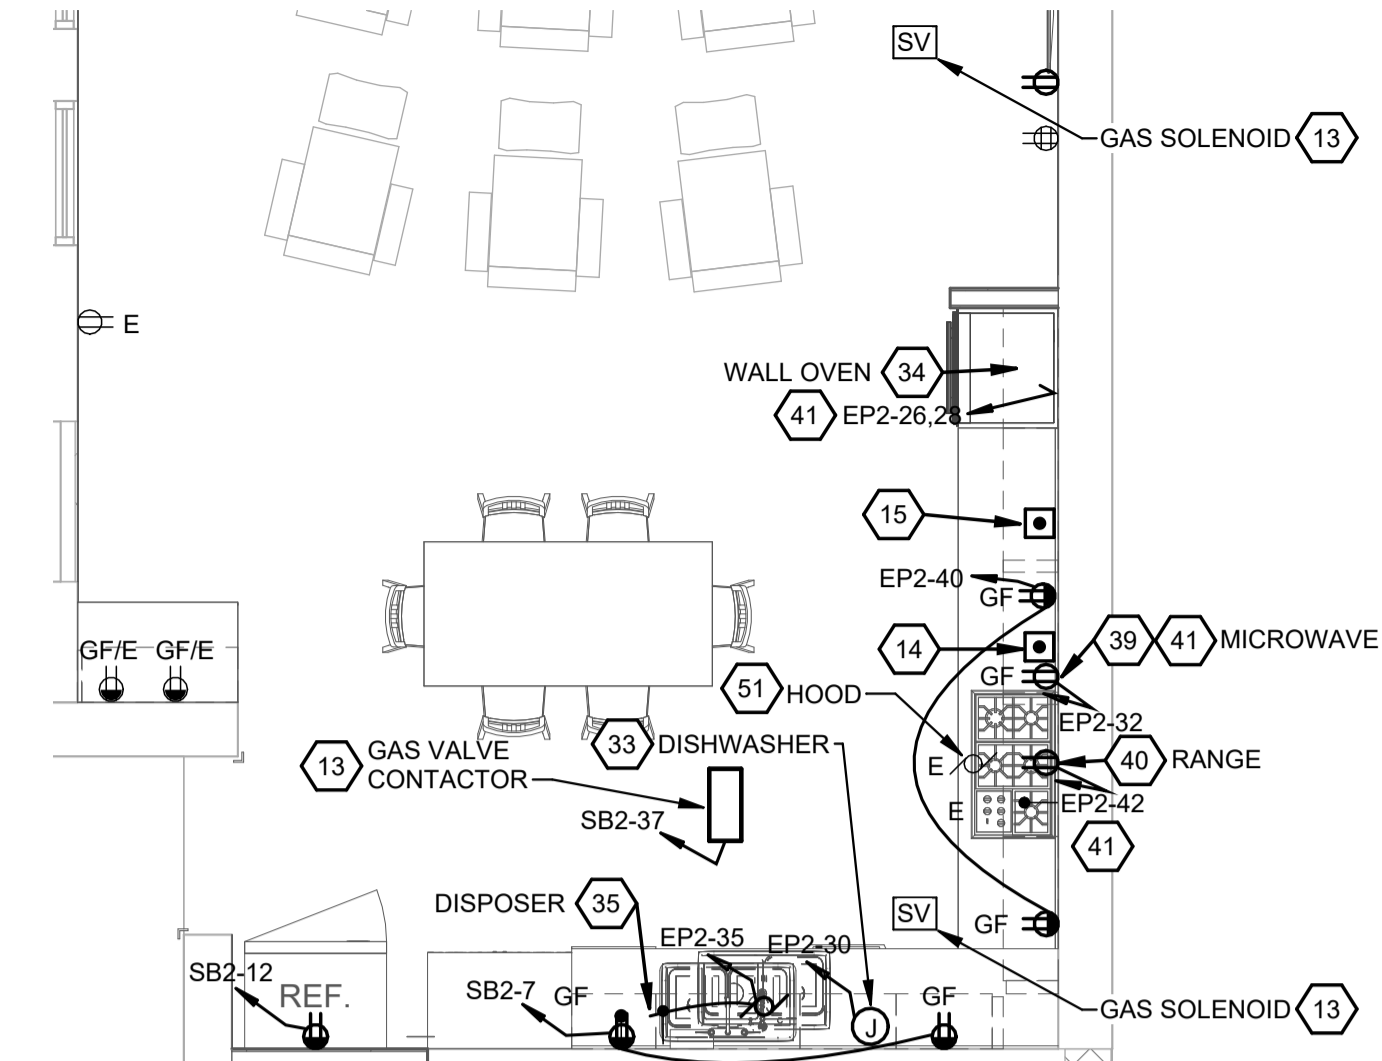 SV
GAS SOLENOID 13
E
WALL OVEN 34
41 EP2-26,28
15
EP2-40
GF
14
39 41 MICROWAVE
GF
GF/E GF/E
51 HOOD
EP2-32
13 GAS VALVE
CONTACTOR
33 DISHWASHER
E
40 RANGE
SB2-37
E
EP2-42
41
DISPOSER 35
SV
GF
EP2-35
EP2-30
SB2-12
REF.
SB2-7
GF
GF
J
GAS SOLENOID 13